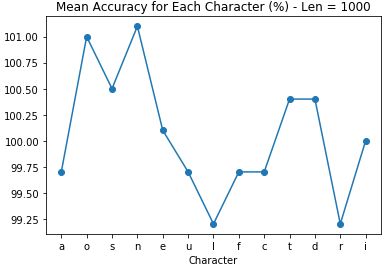 Mean Accuracy for Each Character (%) - Len = 1000
101.00
100.75
100.50
100.25
100.00
99.75
99.50
99.25
a o s n e u l f c t d r i
Character